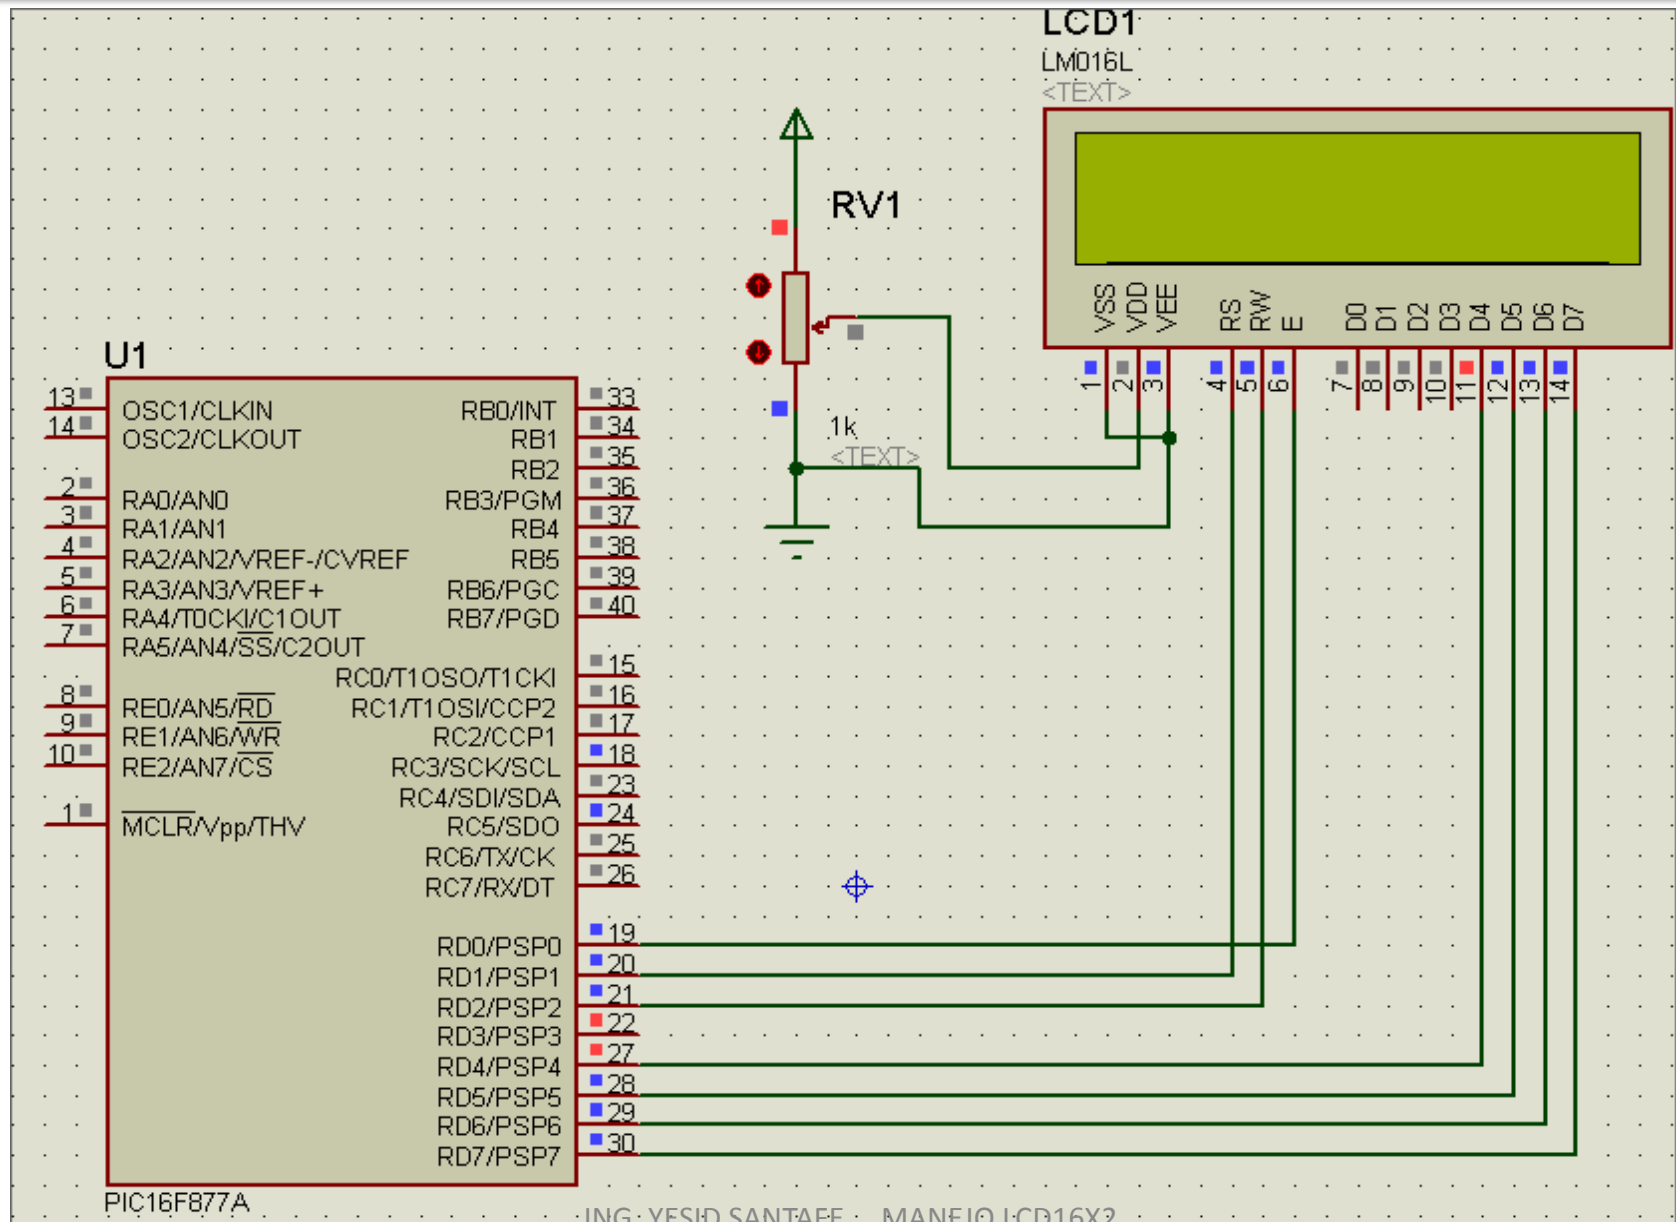 LCD1
LM016L
<TEXT>
RV1
VSS
VDD
VEE
RS
RW
E
D0
D1
D2
D3
D4
D5
D6
D7
1
2
3
4
5
6
7
8
9
10
11
12
13
14
1k
<TEXT>
U1
13 OSC1/CLKIN RB0/INT 33
14 OSC2/CLKOUT RB1 34
RB2 35
2 RA0/AN0 RB3/PGM 36
3 RA1/AN1 RB4 37
4 RA2/AN2/VREF-/CVREF RB5 38
5 RA3/AN3/VREF+ RB6/PGC 39
6 RA4/T0CKI/C1OUT RB7/PGD 40
7 RA5/AN4/SS/C2OUT
RC0/T1OSO/T1CKI 15
8 RE0/AN5/RD RC1/T1OSI/CCP2 16
9 RE1/AN6/WR RC2/CCP1 17
10 RE2/AN7/CS RC3/SCK/SCL 18
RC4/SDI/SDA 23
1 MCLR/Vpp/THV RC5/SDO 24
RC6/TX/CK 25
RC7/RX/DT 26
RD0/PSP0 19
RD1/PSP1 20
RD2/PSP2 21
RD3/PSP3 22
RD4/PSP4 27
RD5/PSP5 28
RD6/PSP6 29
RD7/PSP7 30
PIC16F877A
ING: YESID SANTAFE MANEJO LCD16X2